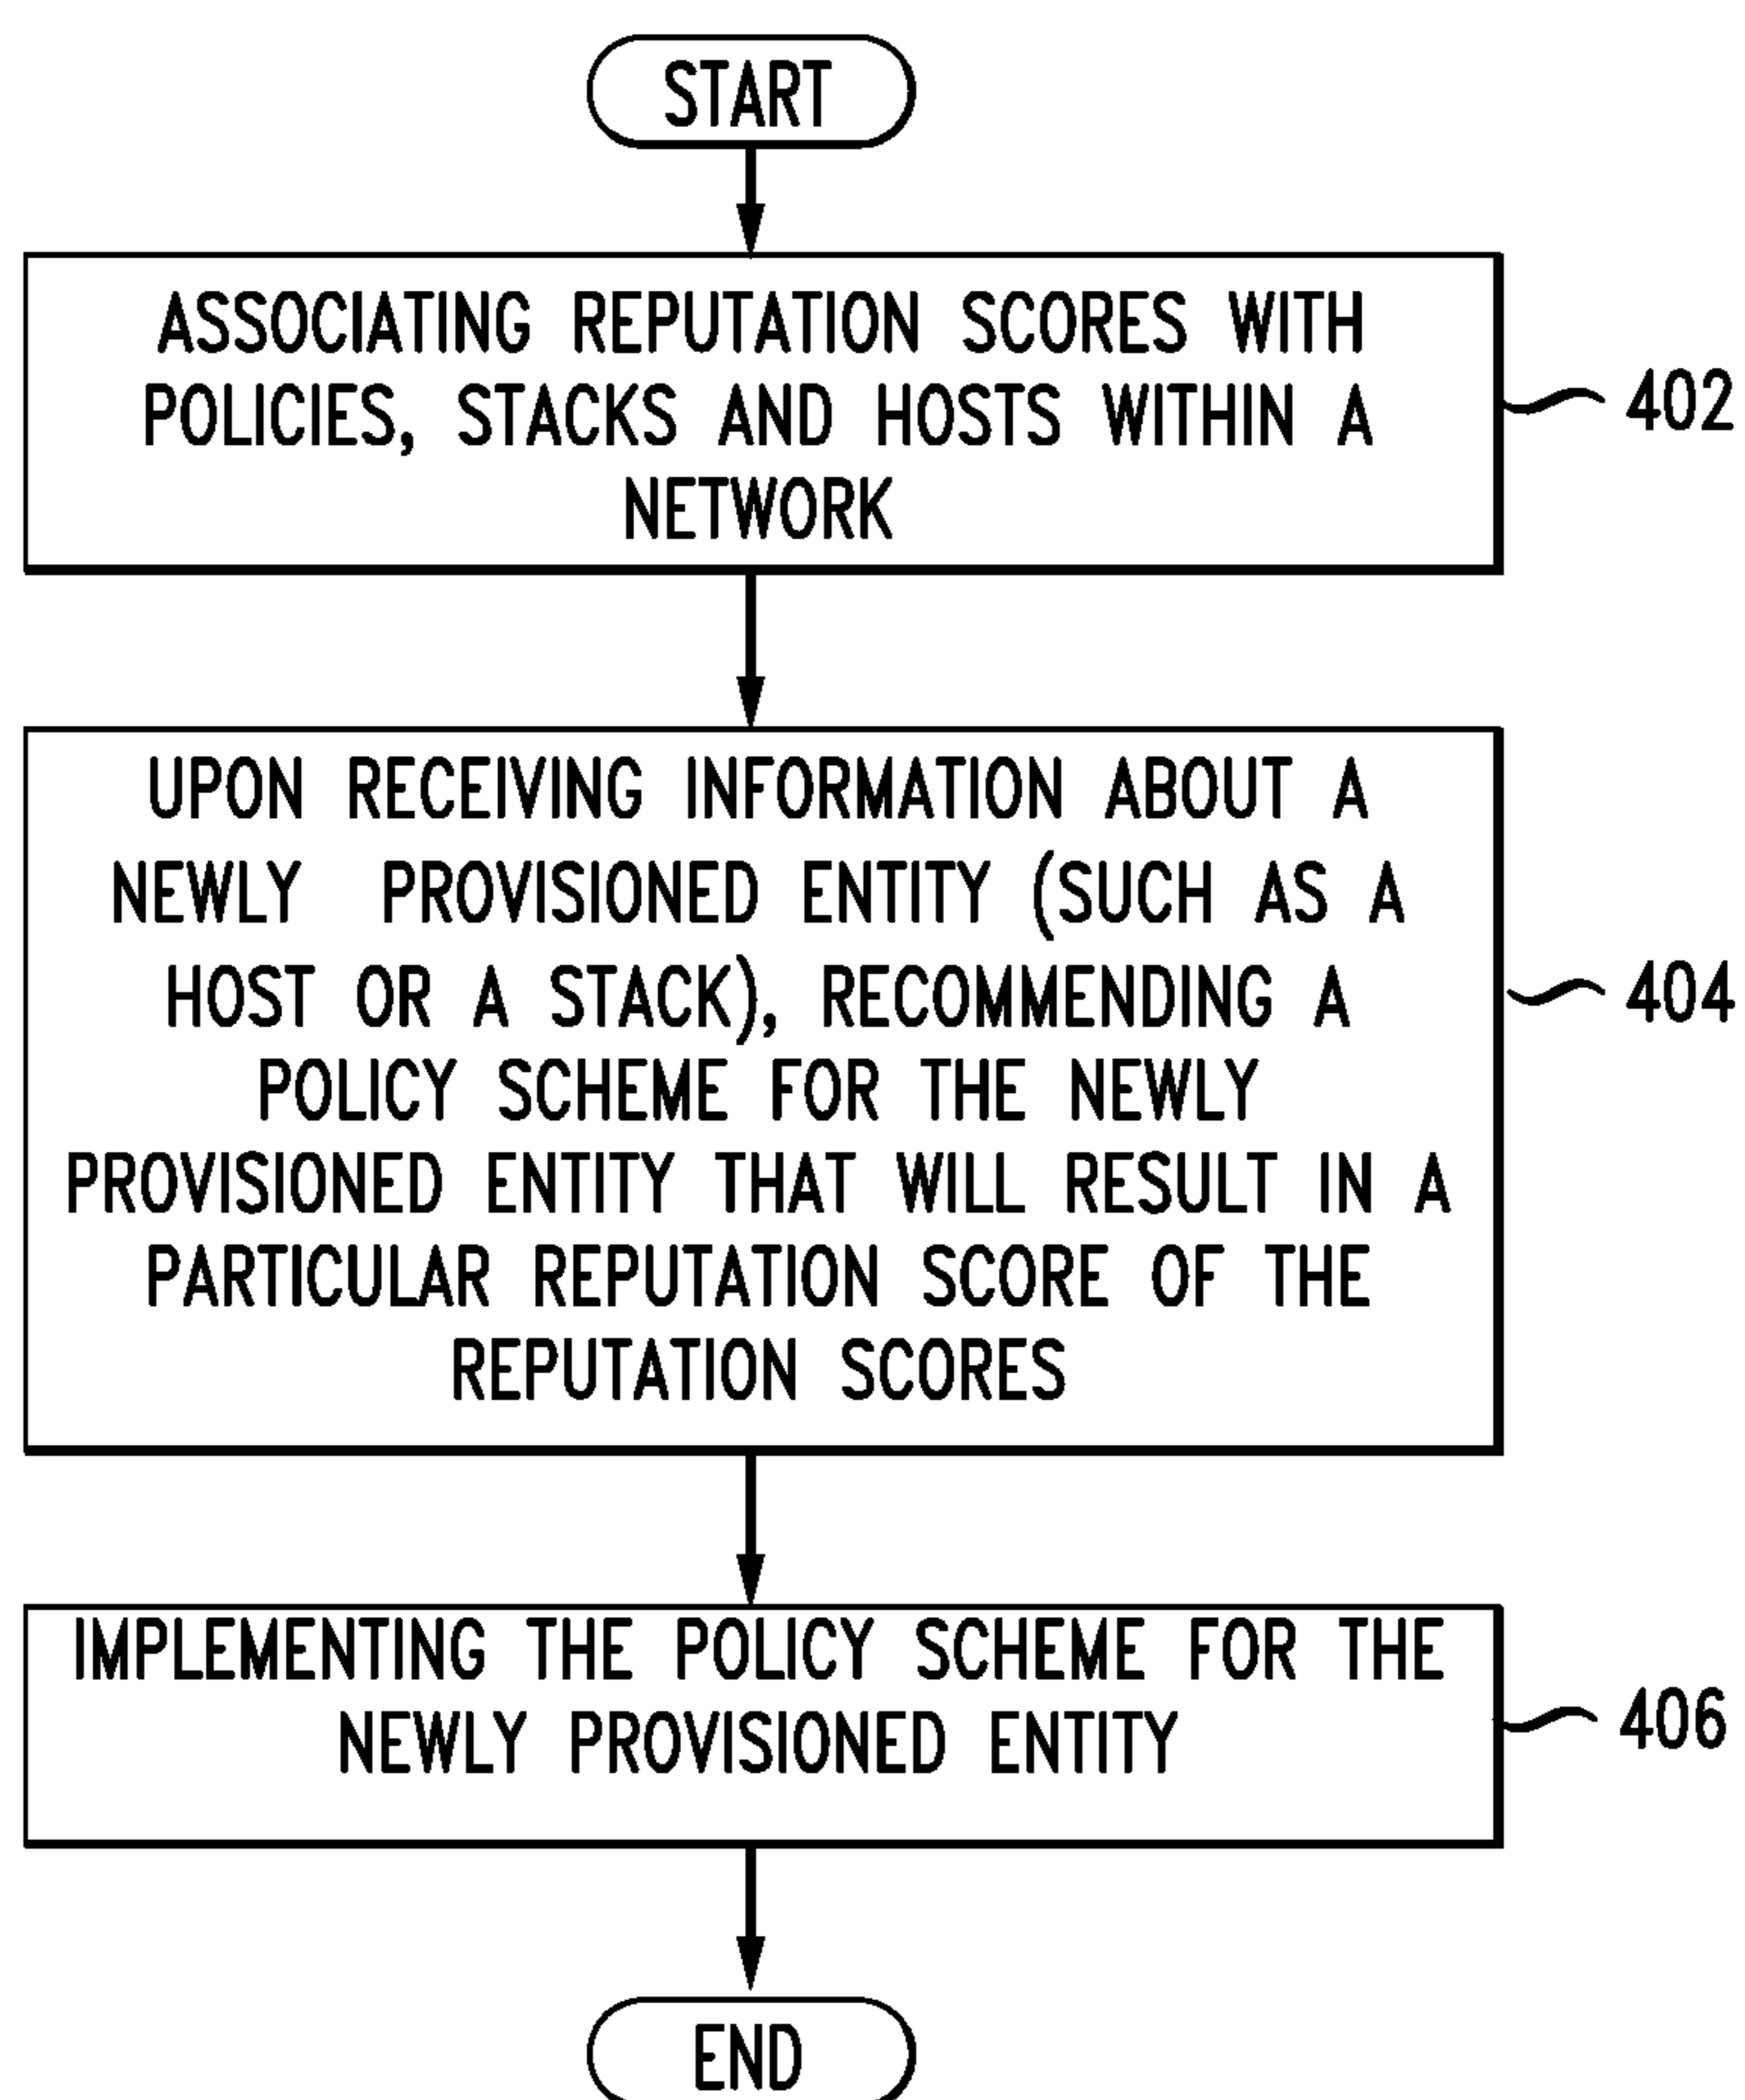 START
ASSOCIATING REPUTATION SCORES WITH
POLICIES, STACKS AND HOSTS WITHIN A
NETWORK
402
UPON RECEIVING INFORMATION ABOUT A
NEWLY PROVISIONED ENTITY (SUCH AS A
HOST OR A STACK), RECOMMENDING A
POLICY SCHEME FOR THE NEWLY
PROVISIONED ENTITY THAT WILL RESULT IN A
PARTICULAR REPUTATION SCORE OF THE
REPUTATION SCORES
404
IMPLEMENTING THE POLICY SCHEME FOR THE
NEWLY PROVISIONED ENTITY
406
END